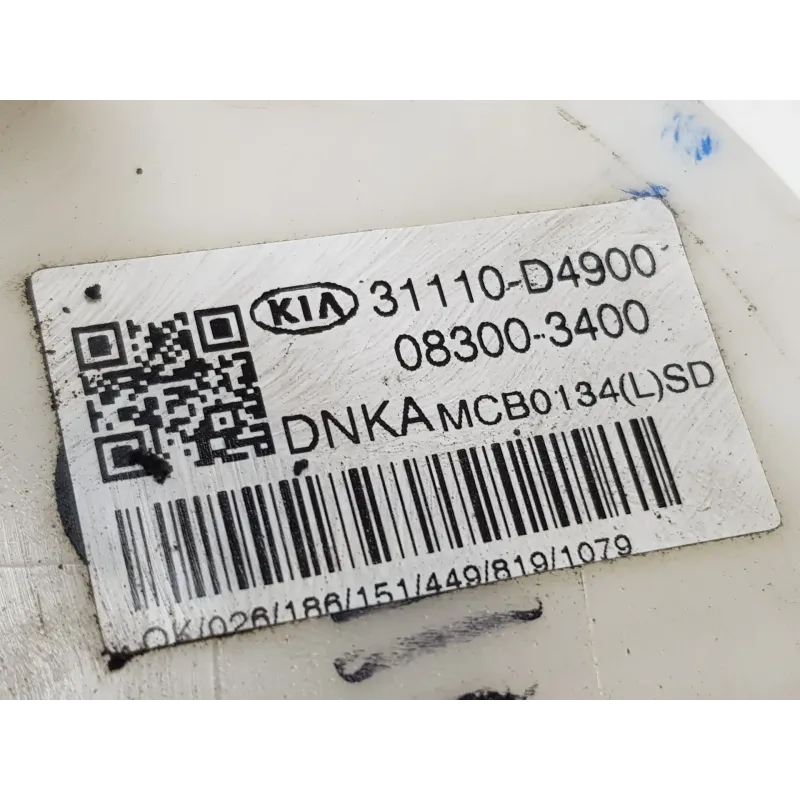 KIA 31110-D4900
08300-3400
DNKA MCB0134(L)SD
OK/026/186/151/449/819/1079